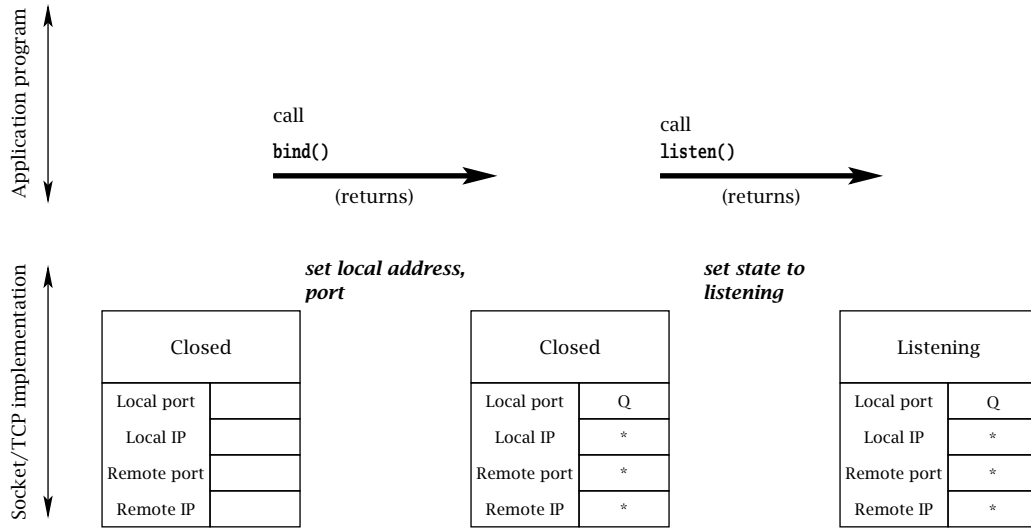 Application program
call
bind()
(returns)
call
listen()
(returns)
Socket/TCP implementation
set local address,
port
set state to
listening
Closed
Local port
Local IP
Remote port
Remote IP
Closed
Local port Q
Local IP *
Remote port *
Remote IP *
Listening
Local port Q
Local IP *
Remote port *
Remote IP *